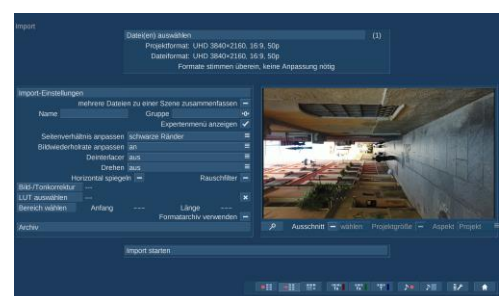 Import
Datei(en) auswählen (1)
Projektformat: UHD 3840×2160, 16:9, 50p
Dateiformat: UHD 3840×2160, 16:9, 50p
Formate stimmen überein, keine Anpassung nötig
Import-Einstellungen
mehrere Dateien zu einer Szene zusammenfassen
Name Gruppe
Expertenmenü anzeigen
Seitenverhältnis anpassen schwarze Ränder
Bildwiederholrate anpassen an
Deinterlacer aus
Drehen aus
Horizontal spiegeln Rauschfilter
Bild-/Tonkorrektur ---
LUT auswählen ---
Bereich wählen Anfang ---- Länge ----
Formatarchiv verwenden
Archiv
Ausschnitt wählen Projektgröße Aspekt Projekt
Import starten